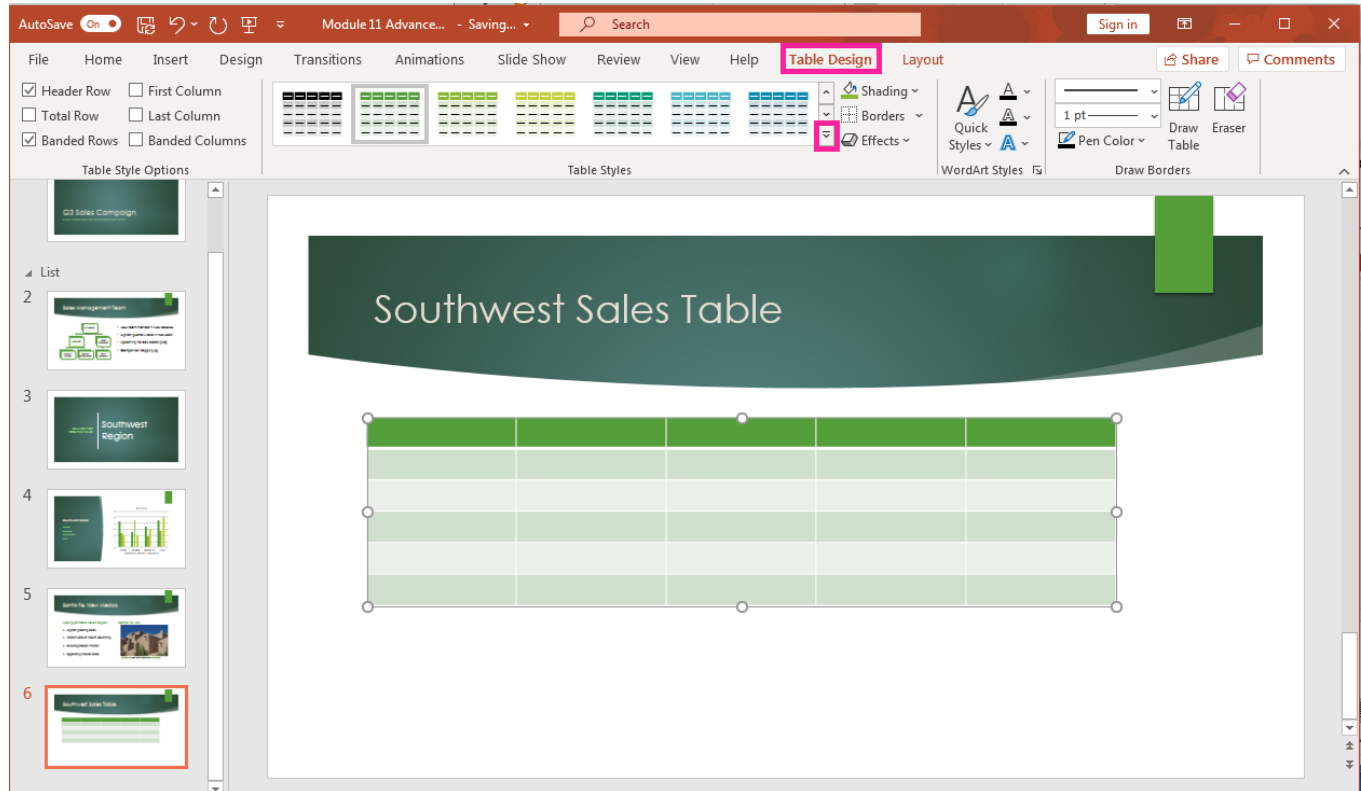 AutoSave On Module 11 Advance... - Saving... Search Sign in
File Home Insert Design Transitions Animations Slide Show Review View Help Table Design Layout Share Comments
Header Row First Column
Total Row Last Column
Banded Rows Banded Columns
Table Style Options
Shading
Borders
Effects
Table Styles
A A
Quick
Styles A
A
WordArt Styles
1 pt
Pen Color
Draw
Table
Eraser
Draw Borders
Q3 Sales Campaign
List
2
Sales Management Team
3
Southwest
Region
4
5
Santa Fe, New Mexico
6
Southwest Sales Table
Southwest Sales Table